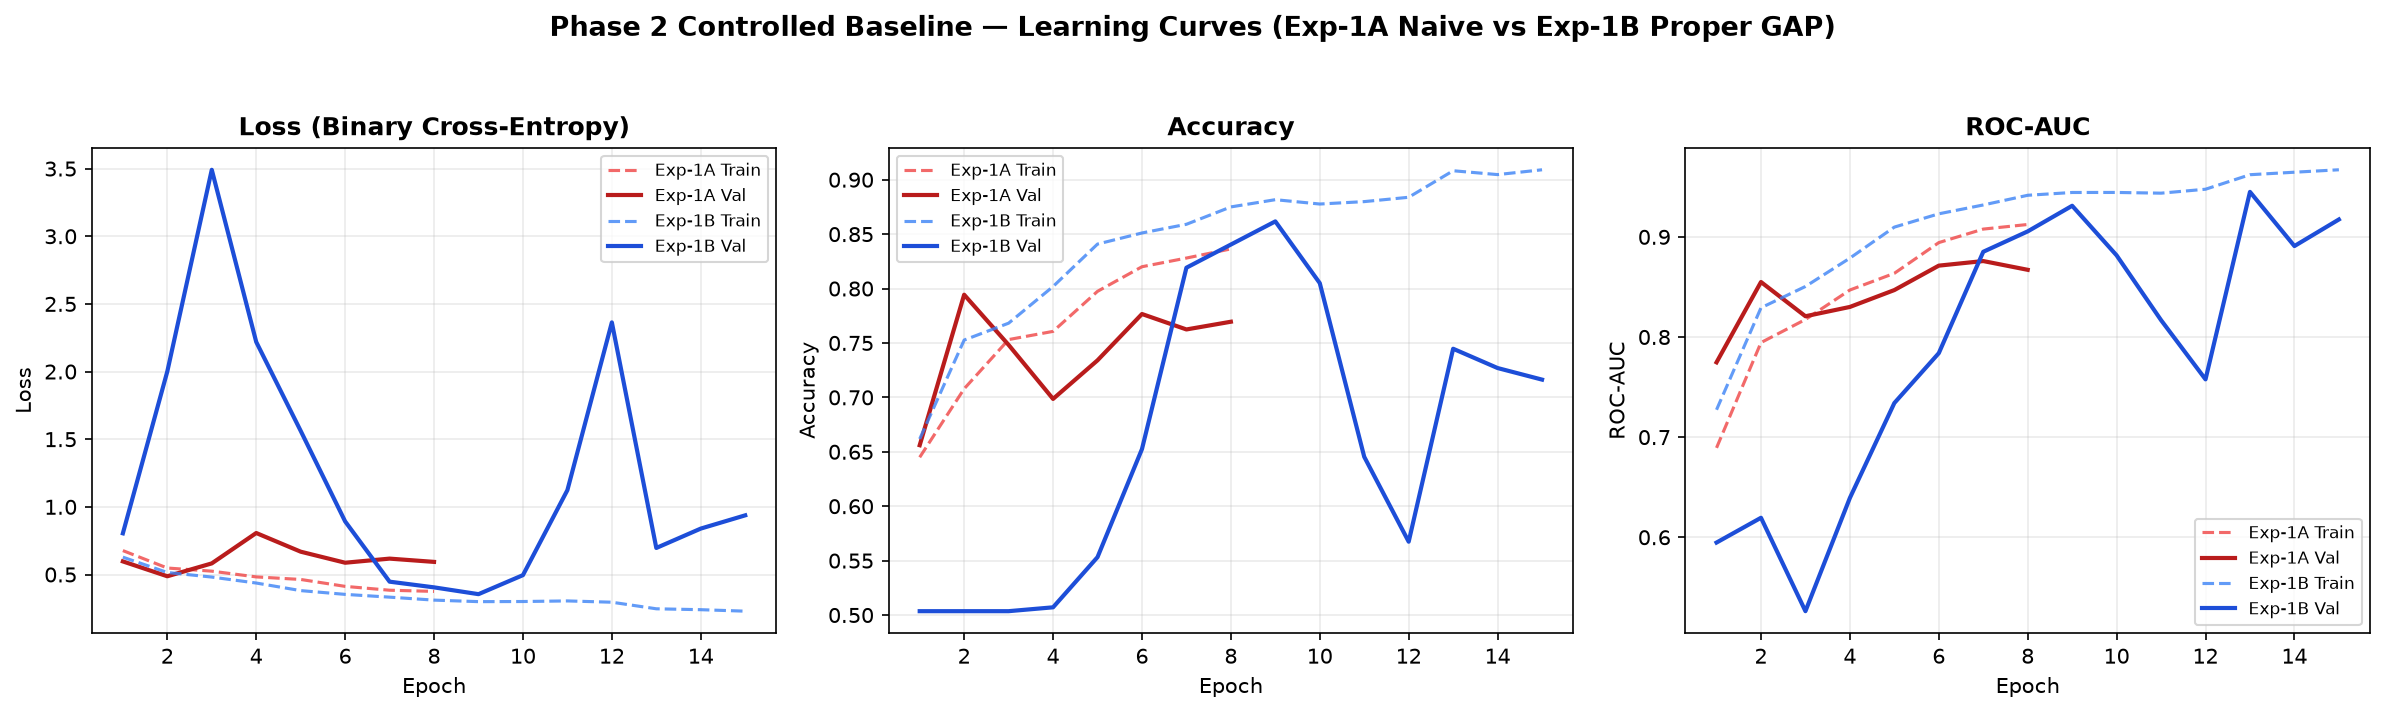 Phase 2 Controlled Baseline — Learning Curves (Exp-1A Naive vs Exp-1B Proper GAP)
Loss (Binary Cross-Entropy)
Loss
3.5
3.0
2.5
2.0
1.5
1.0
0.5
Exp-1A Train
Exp-1A Val
Exp-1B Train
Exp-1B Val
2 4 6 8 10 12 14
Epoch
Accuracy
Accuracy
0.90
0.85
0.80
0.75
0.70
0.65
0.60
0.55
0.50
Exp-1A Train
Exp-1A Val
Exp-1B Train
Exp-1B Val
2 4 6 8 10 12 14
Epoch
ROC-AUC
ROC-AUC
0.9
0.8
0.7
0.6
Exp-1A Train
Exp-1A Val
Exp-1B Train
Exp-1B Val
2 4 6 8 10 12 14
Epoch